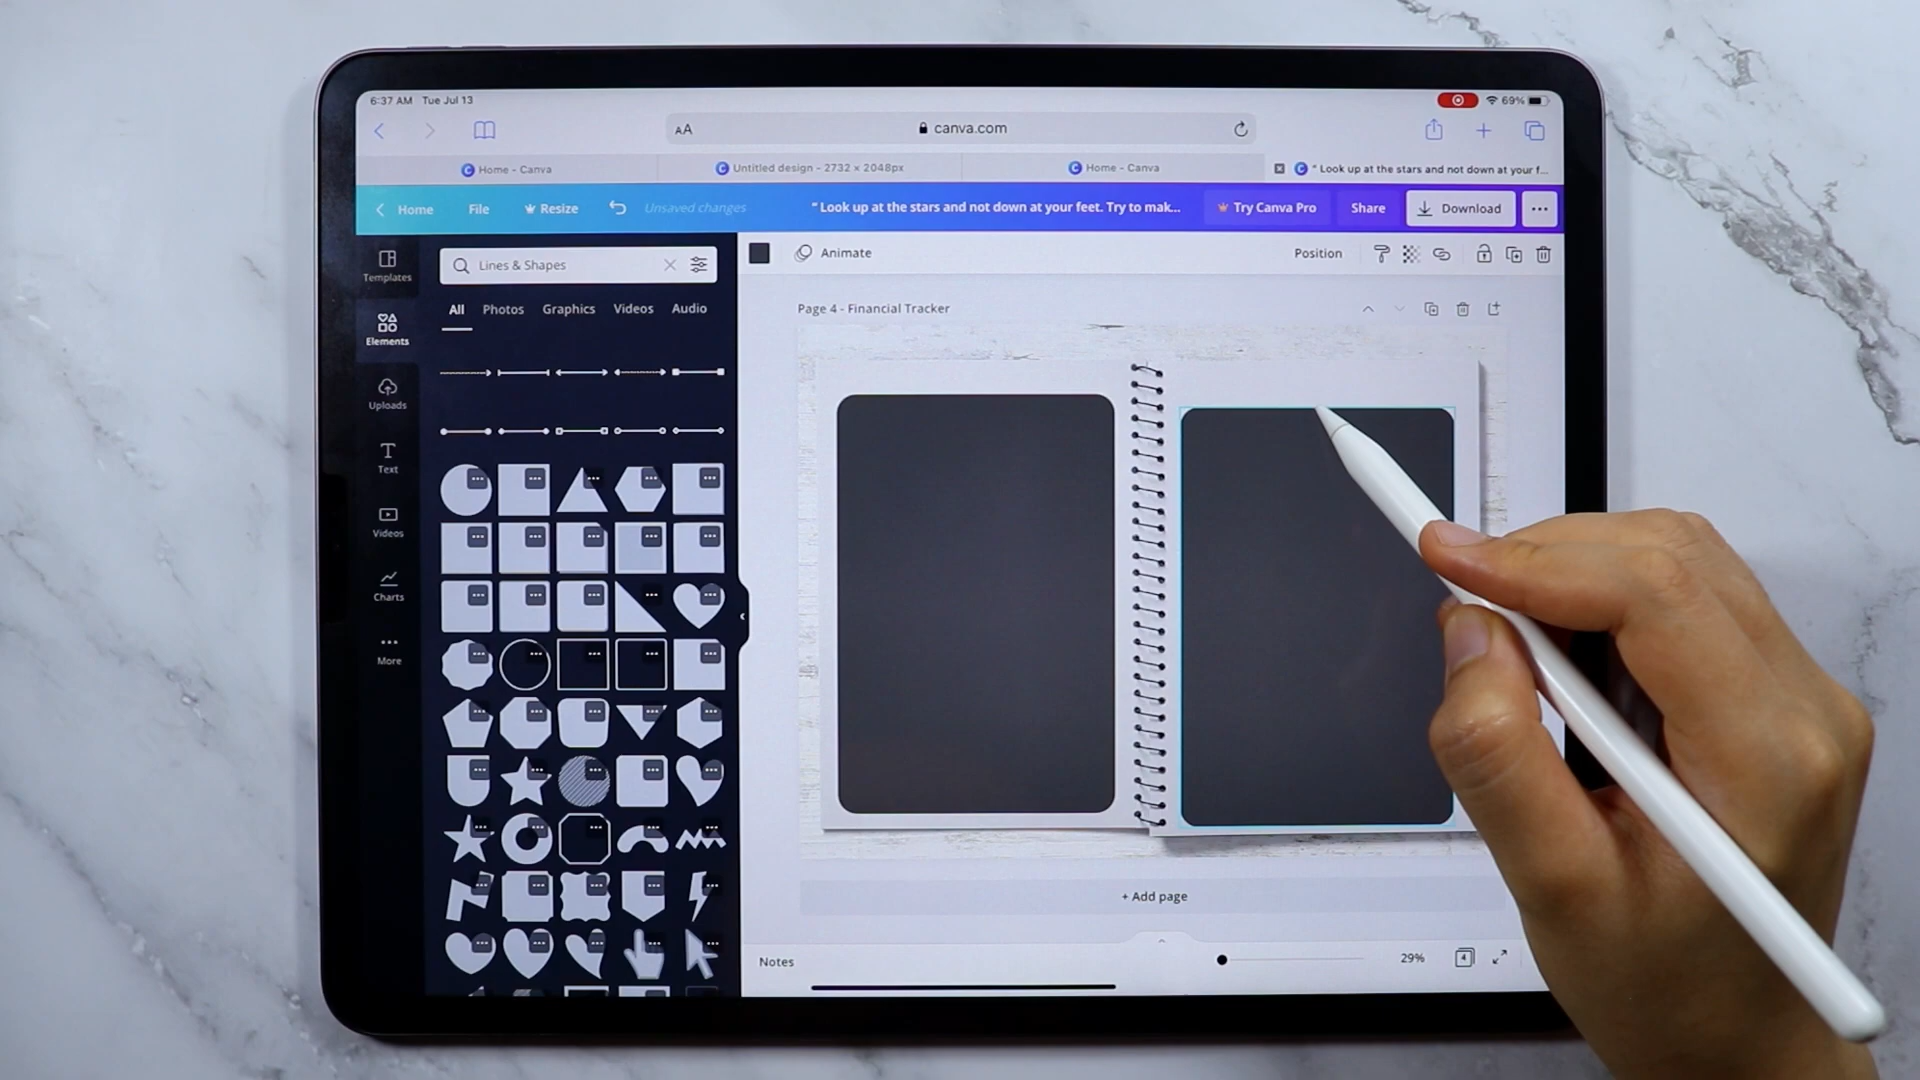 6:37 AM Tue Jul 13
69%
AA
canva.com
Home - Canva
Untitled design - 2732 × 2048px
Home - Canva
" Look up at the stars and not down at your f...
Home
File
Resize
Unsaved changes
" Look up at the stars and not down at your feet. Try to mak...
Try Canva Pro
Share
Download
Templates
Elements
Uploads
Text
Videos
Charts
More
Lines & Shapes
All
Photos
Graphics
Videos
Audio
Animate
Position
Page 4 - Financial Tracker
+ Add page
Notes
29%
4